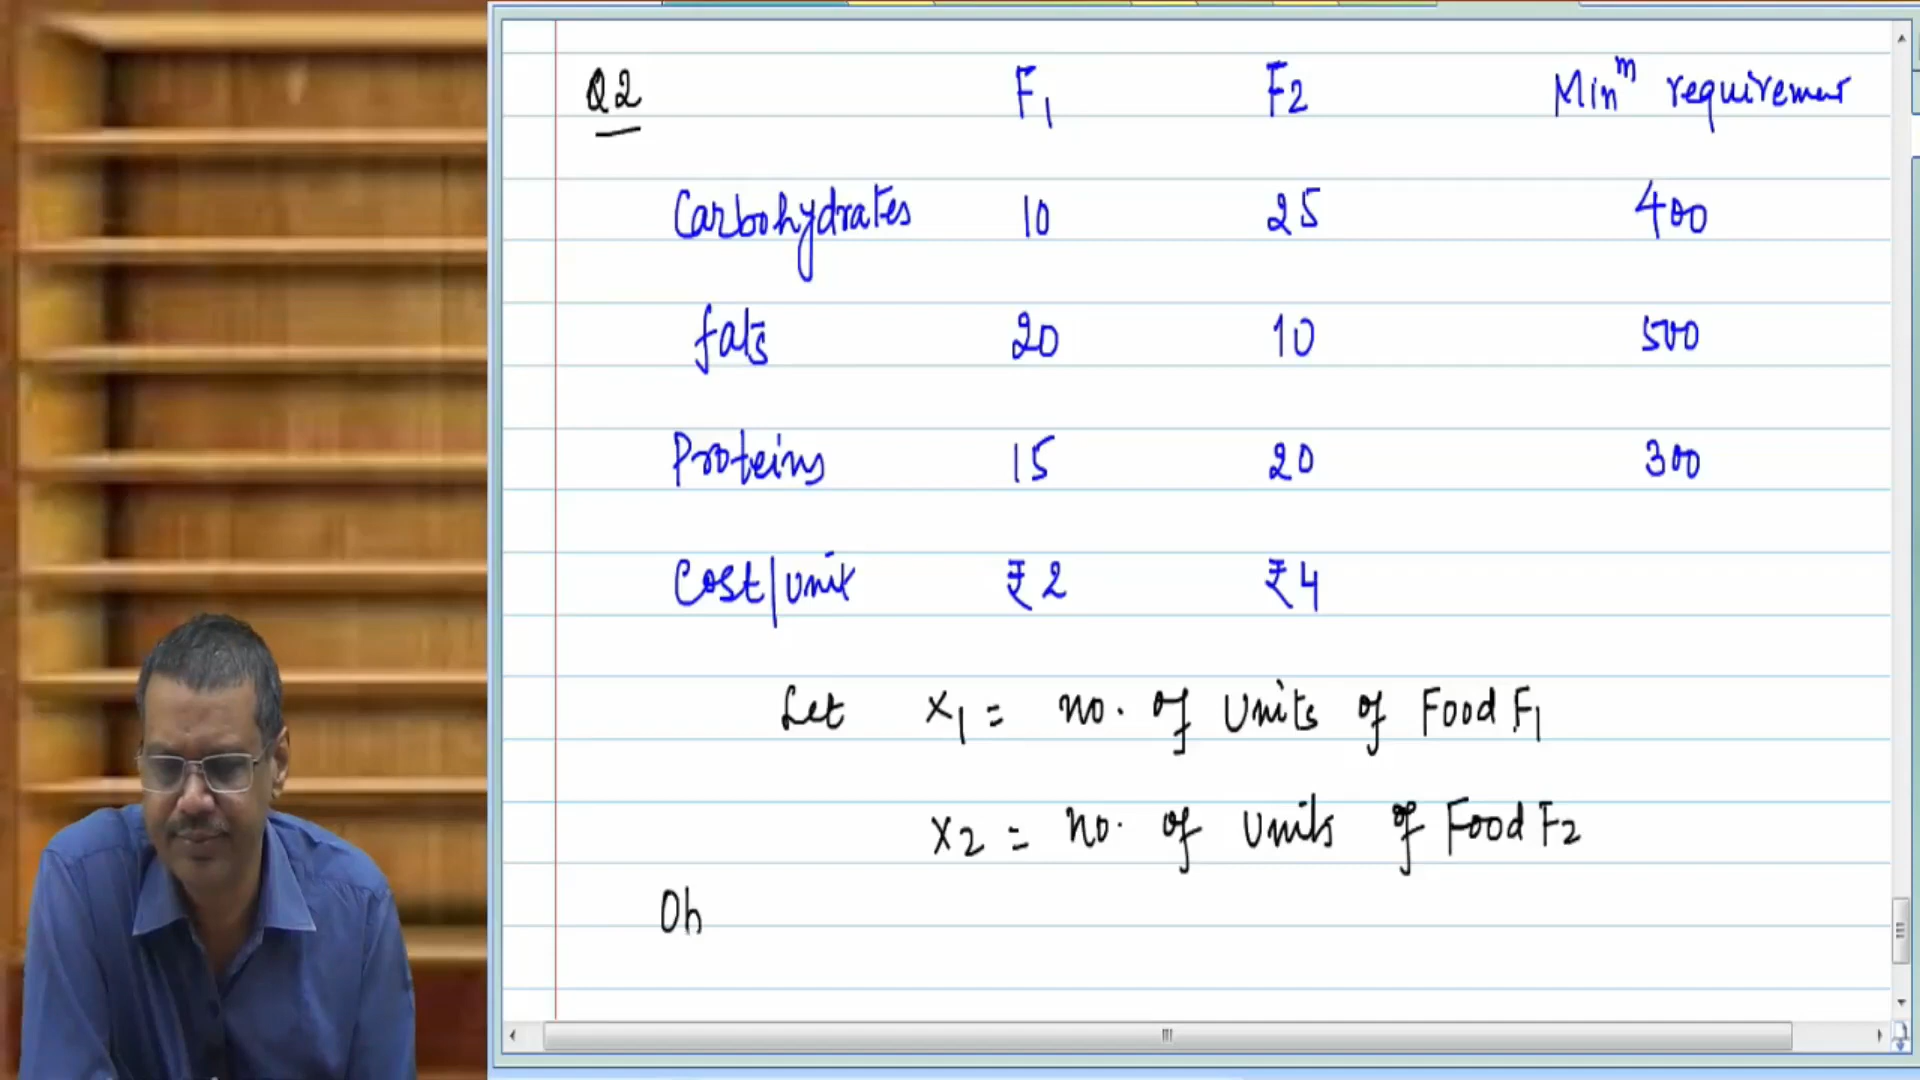 Q2 F1 F2 Minm requiremen
Carbohydrates 10 25 400
fats 20 10 500
Proteins 15 20 300
Cost/unit ₹2 ₹4
Let x1 = no. of Units of Food F1
x2 = no. of Units of Food F2
Ob